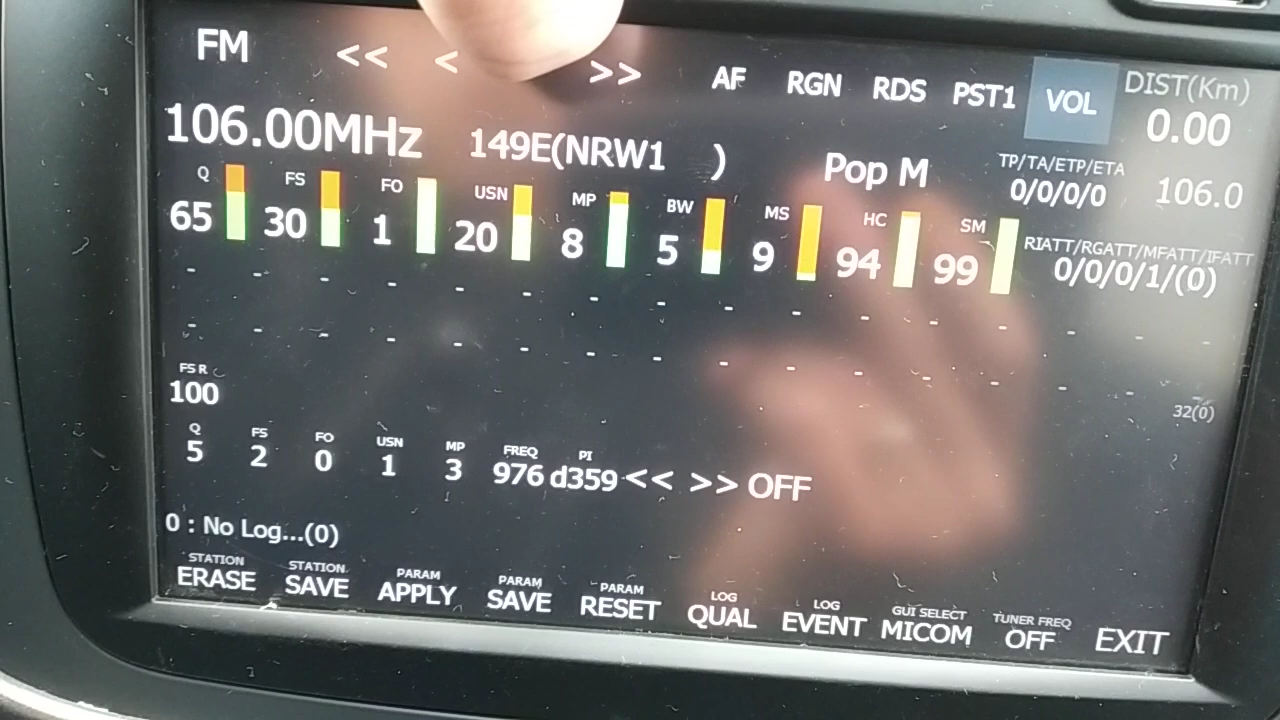 FM << < >> AF RGN RDS PST1 VOL DIST(Km)
0.00
106.00MHz 149E(NRW1 ) Pop M TP/TA/ETP/ETA
0/0/0/0 106.0
Q FS FO USN MP BW MS HC SM RIATT/RGATT/MFATT/IFATT
65 30 1 20 8 5 9 94 99 0/0/0/1/(0)
- - - - - - - - - - - - - - - -
- - - - - - - - - - - - - - - -
FS R
100 32(0)
Q FS FO USN MP FREQ PI
5 2 0 1 3 976 d359 << >> OFF
0 : No Log...(0)
STATION STATION PARAM PARAM PARAM LOG LOG GUI SELECT TUNER FREQ
ERASE SAVE APPLY SAVE RESET QUAL EVENT MICOM OFF EXIT